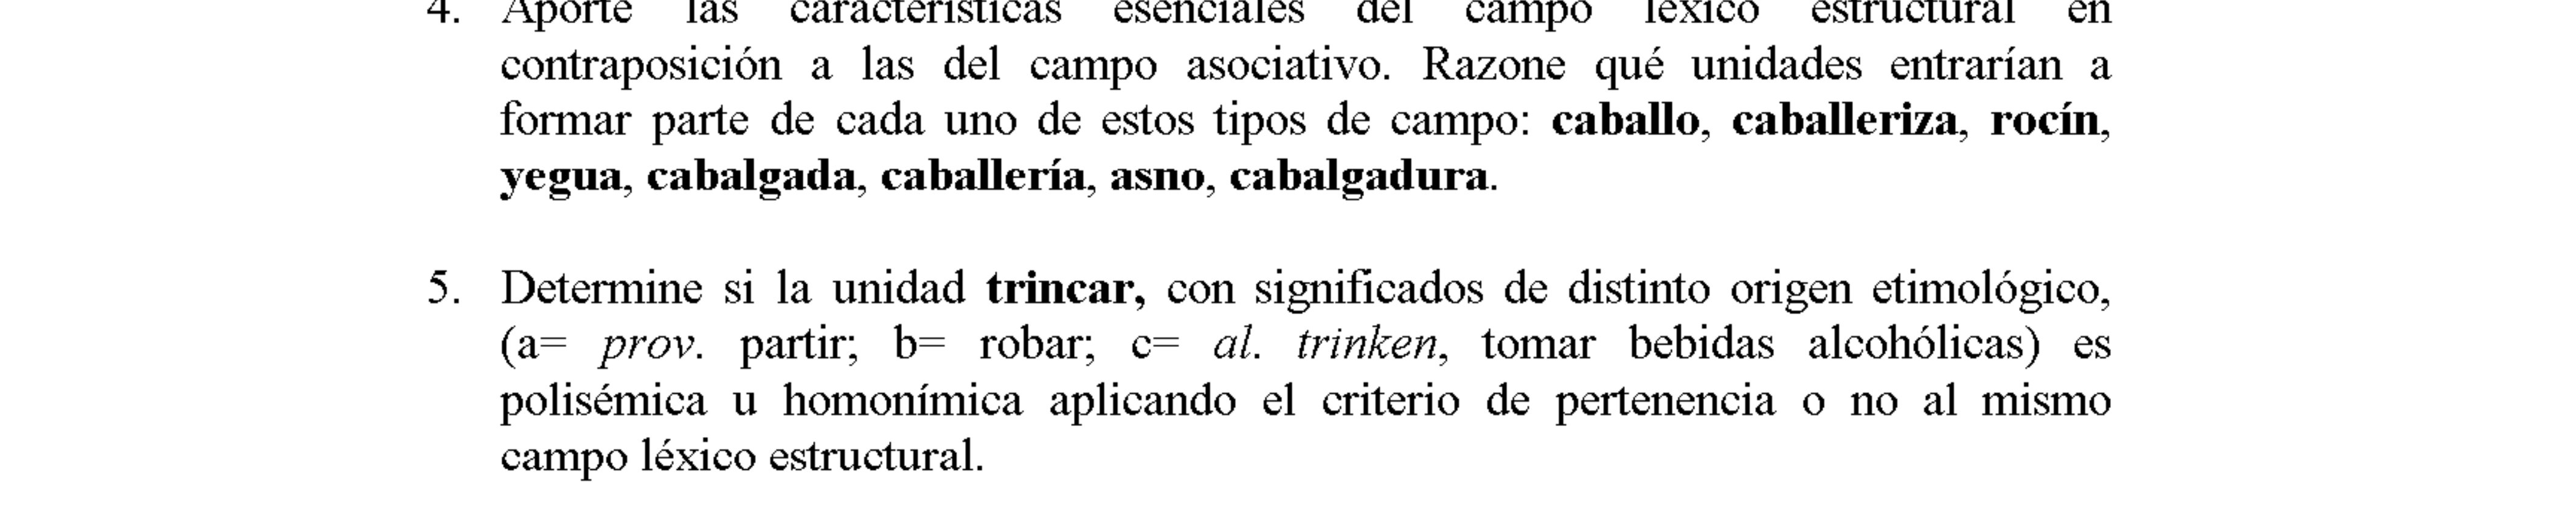 4. Aporte las características esenciales del campo léxico estructural en
contraposición a las del campo asociativo. Razone qué unidades entrarían a
formar parte de cada uno de estos tipos de campo: caballo, caballeriza, rocín,
yegua, cabalgada, caballería, asno, cabalgadura.
5. Determine si la unidad trincar, con significados de distinto origen etimológico,
(a= prov. partir; b= robar; c= al. trinken, tomar bebidas alcohólicas) es
polisémica u homonímica aplicando el criterio de pertenencia o no al mismo
campo léxico estructural.